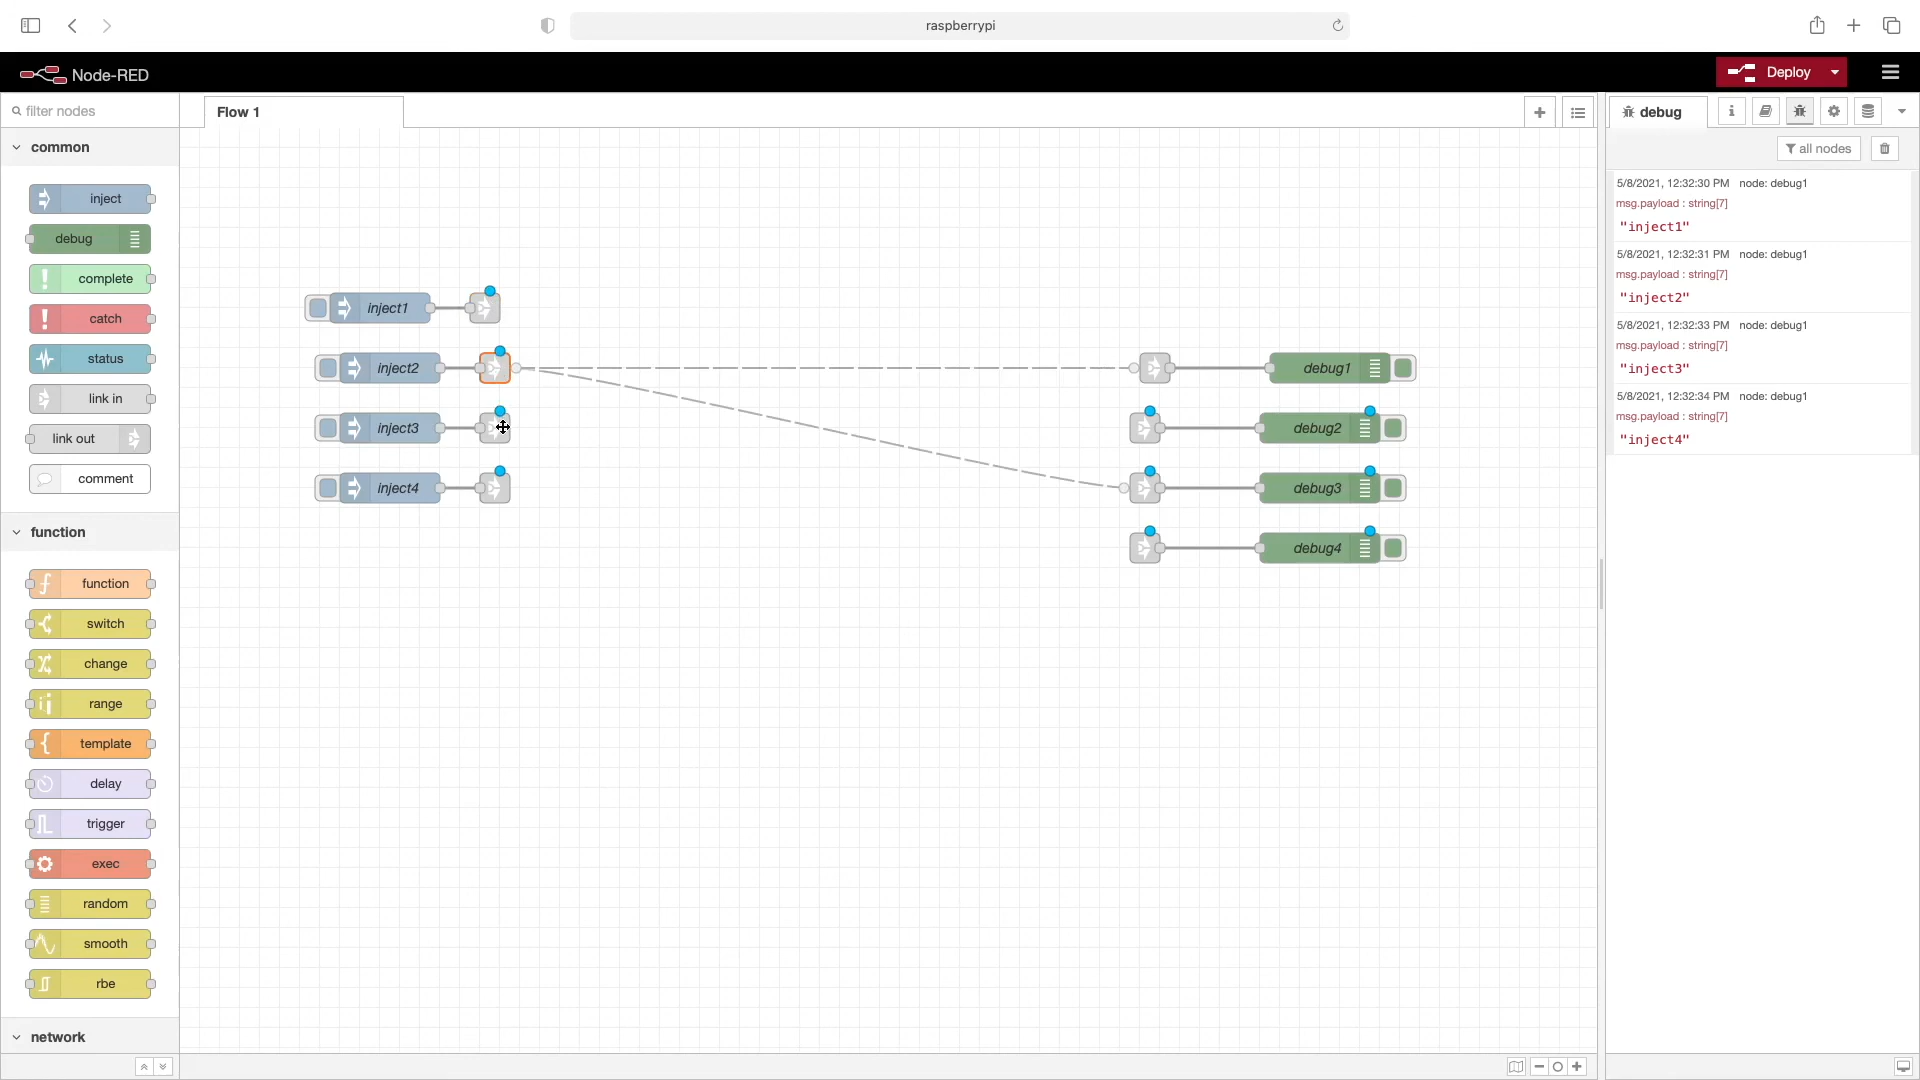 raspberrypi
Node-RED
Deploy
filter nodes
Flow 1
debug
i
all nodes
common
inject
debug
complete
catch
status
link in
link out
comment
function
function
switch
change
range
template
delay
trigger
exec
random
smooth
rbe
network
inject1
inject2
inject3
inject4
debug1
debug2
debug3
debug4
5/8/2021, 12:32:30 PM node: debug1
msg.payload : string[7]
"inject1"
5/8/2021, 12:32:31 PM node: debug1
msg.payload : string[7]
"inject2"
5/8/2021, 12:32:33 PM node: debug1
msg.payload : string[7]
"inject3"
5/8/2021, 12:32:34 PM node: debug1
msg.payload : string[7]
"inject4"